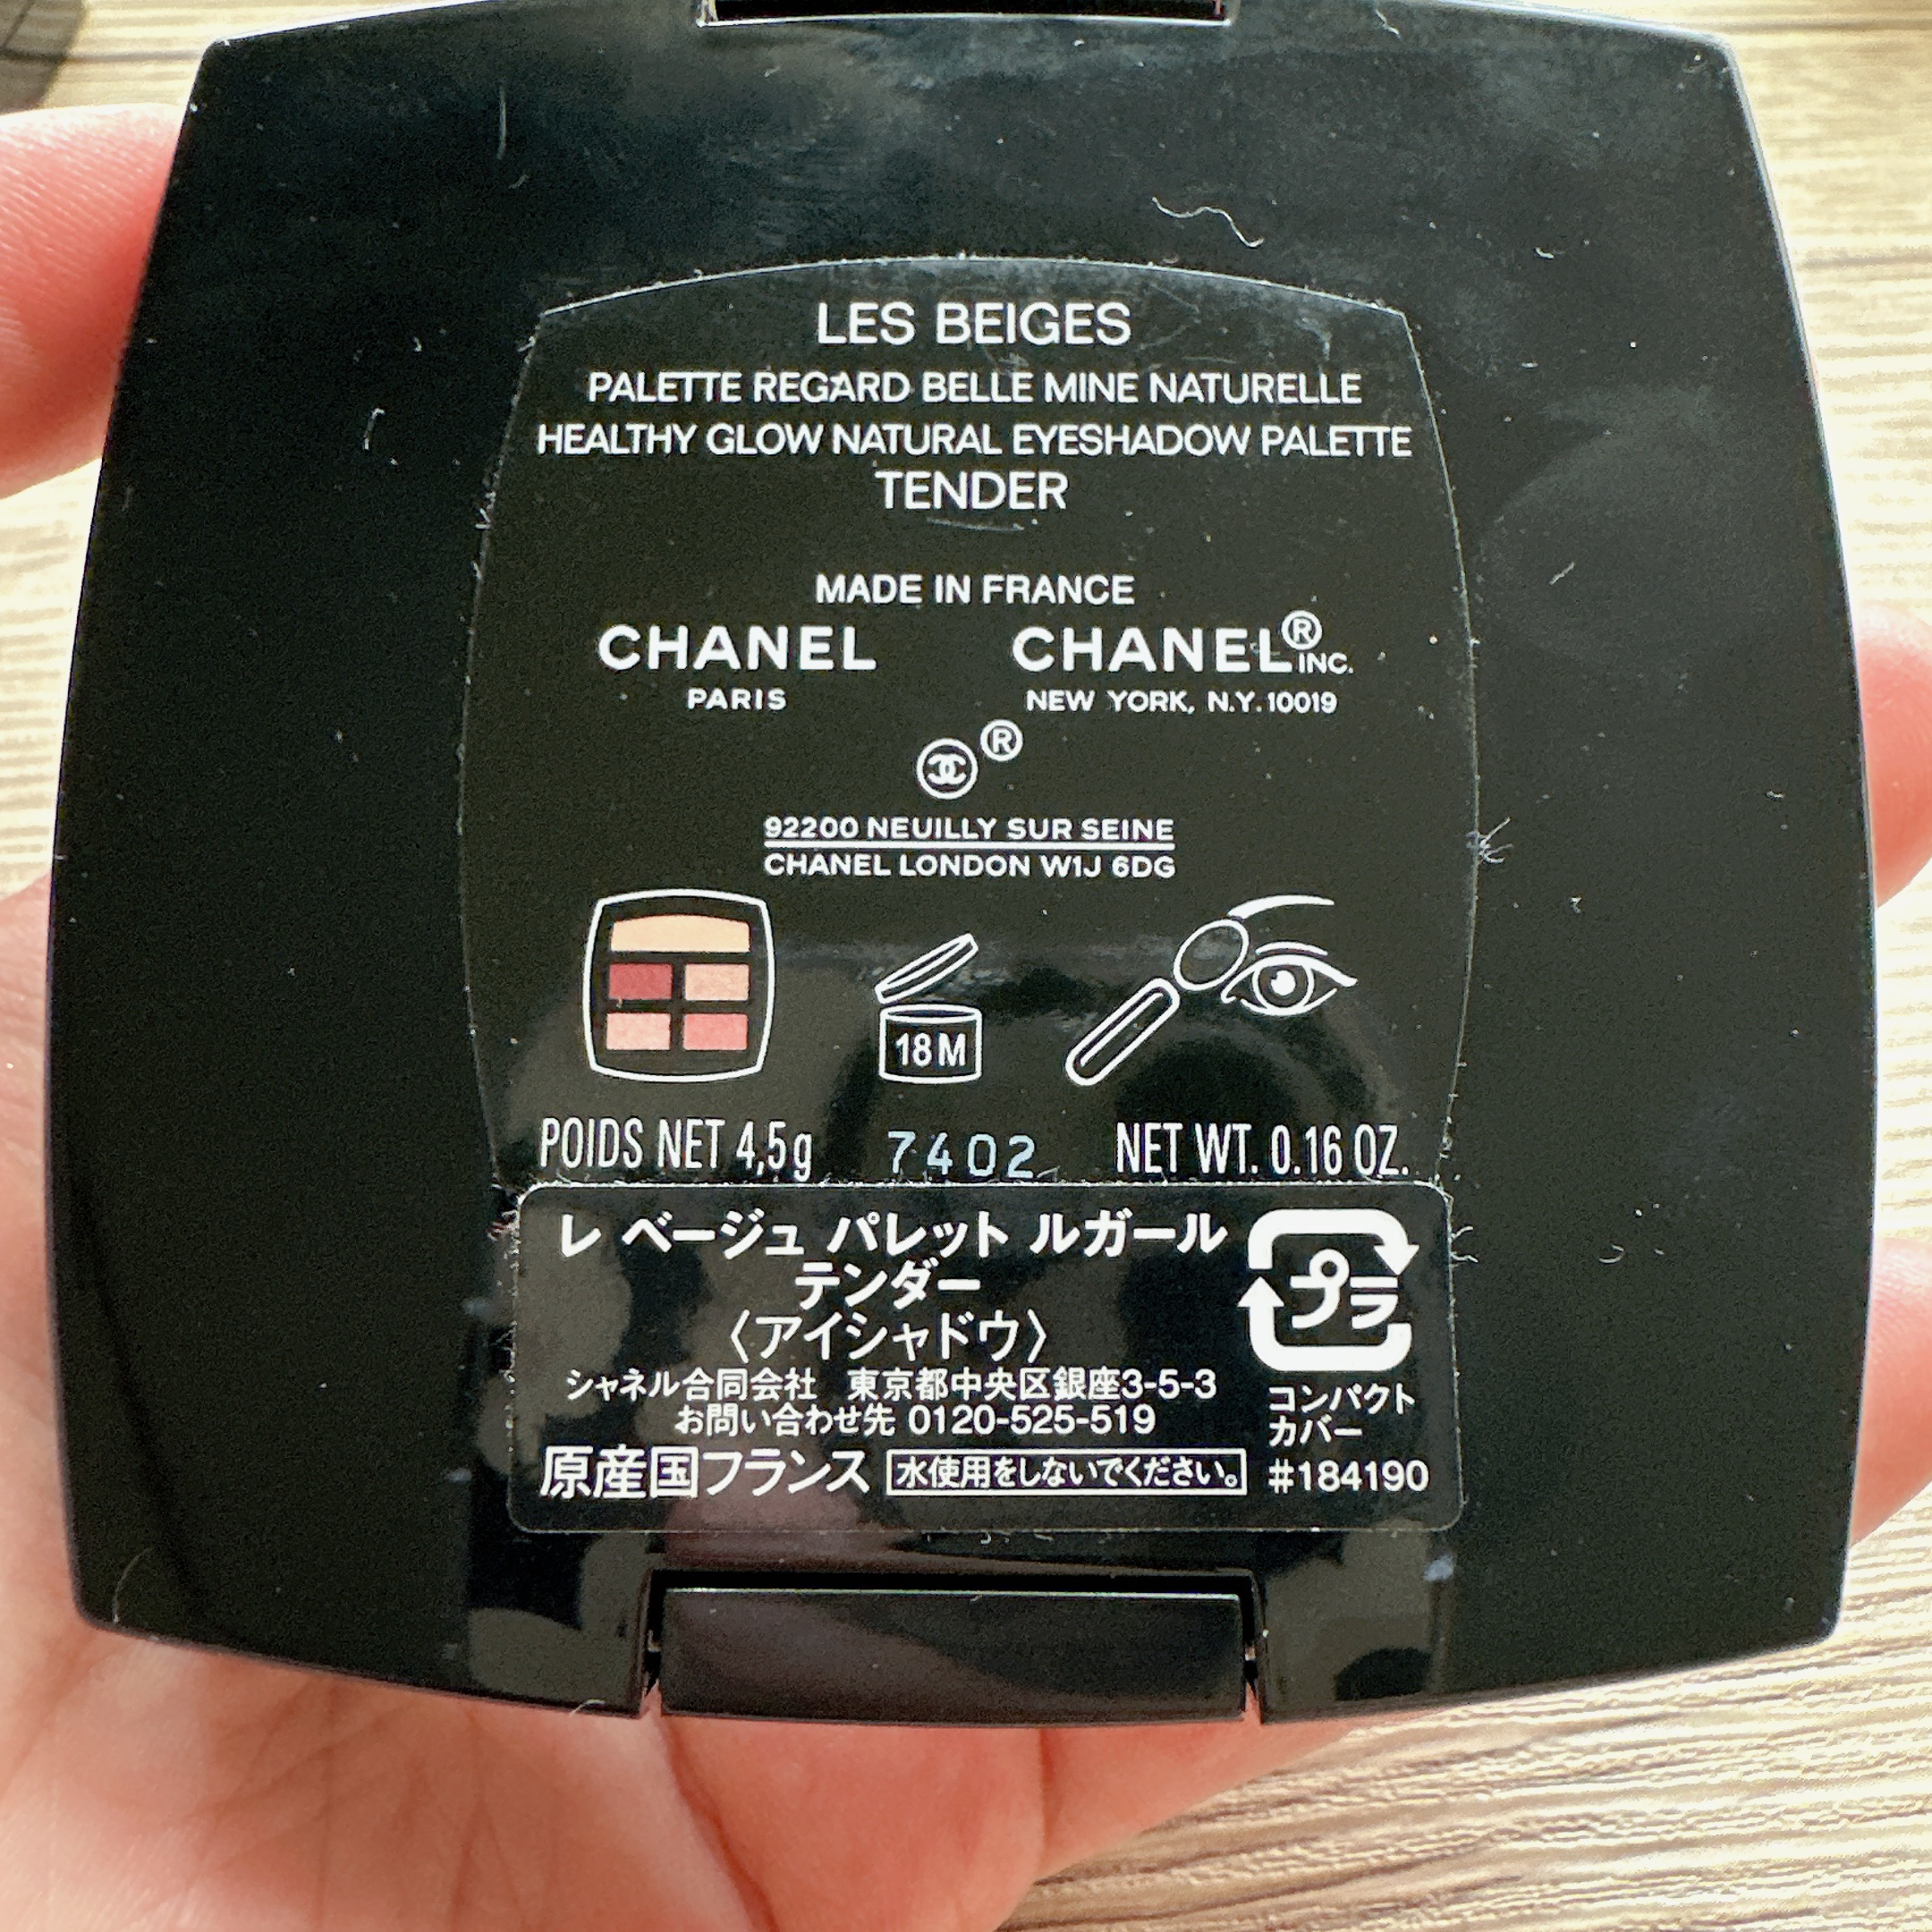 LES BEIGES
PALETTE REGARD BELLE MINE NATURELLE
HEALTHY GLOW NATURAL EYESHADOW PALETTE
TENDER
MADE IN FRANCE
CHANEL CHANEL® INC.
PARIS NEW YORK, N.Y. 10019
®
92200 NEUILLY SUR SEINE
CHANEL LONDON W1J 6DG
18M
POIDS NET 4,5g 7402 NET WT. 0.16 OZ.
レ ベージュ パレット ルガール
テンダー
〈アイシャドウ〉
プラ
シャネル合同会社 東京都中央区銀座3-5-3
お問い合わせ先 0120-525-519
コンパクト
カバー
原産国フランス 水使用をしないでください。 #184190